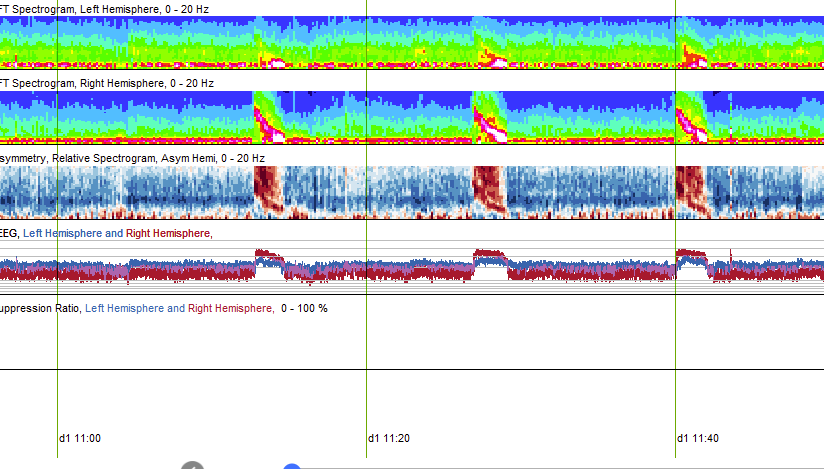 FT Spectrogram, Left Hemisphere, 0 - 20 Hz
FT Spectrogram, Right Hemisphere, 0 - 20 Hz
symmetry, Relative Spectrogram, Asym Hemi, 0 - 20 Hz
EEG, Left Hemisphere and Right Hemisphere,
uppression Ratio, Left Hemisphere and Right Hemisphere, 0 - 100 %
d1 11:00 d1 11:20 d1 11:40